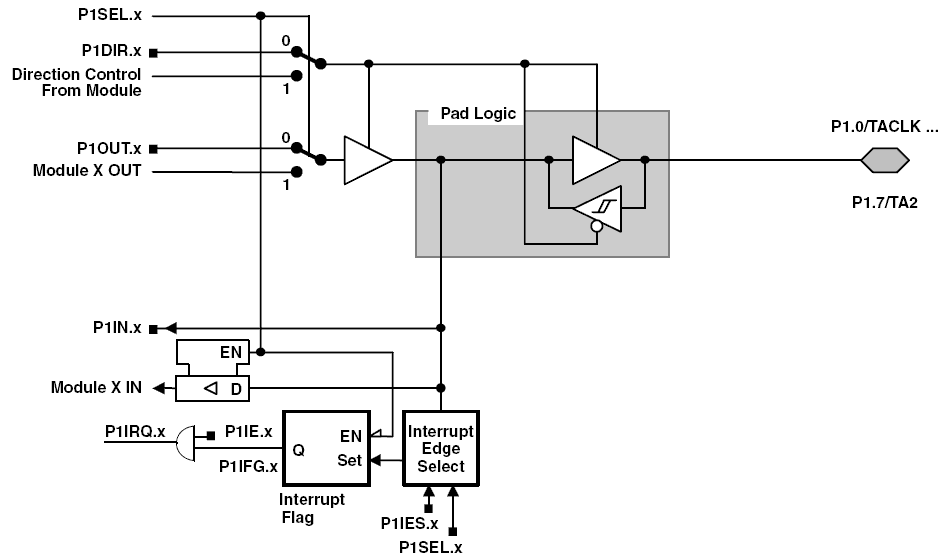 P1SEL.x
0
P1DIR.x
Direction Control
From Module
1
Pad Logic
P1.0/TACLK ...
0
P1OUT.x
Module X OUT
1
P1.7/TA2
P1IN.x
EN
Module X IN
D
P1IRQ.x
P1IE.x
P1IFG.x
Q
EN
Set
Interrupt
Edge
Select
Interrupt
Flag
P1IES.x
P1SEL.x